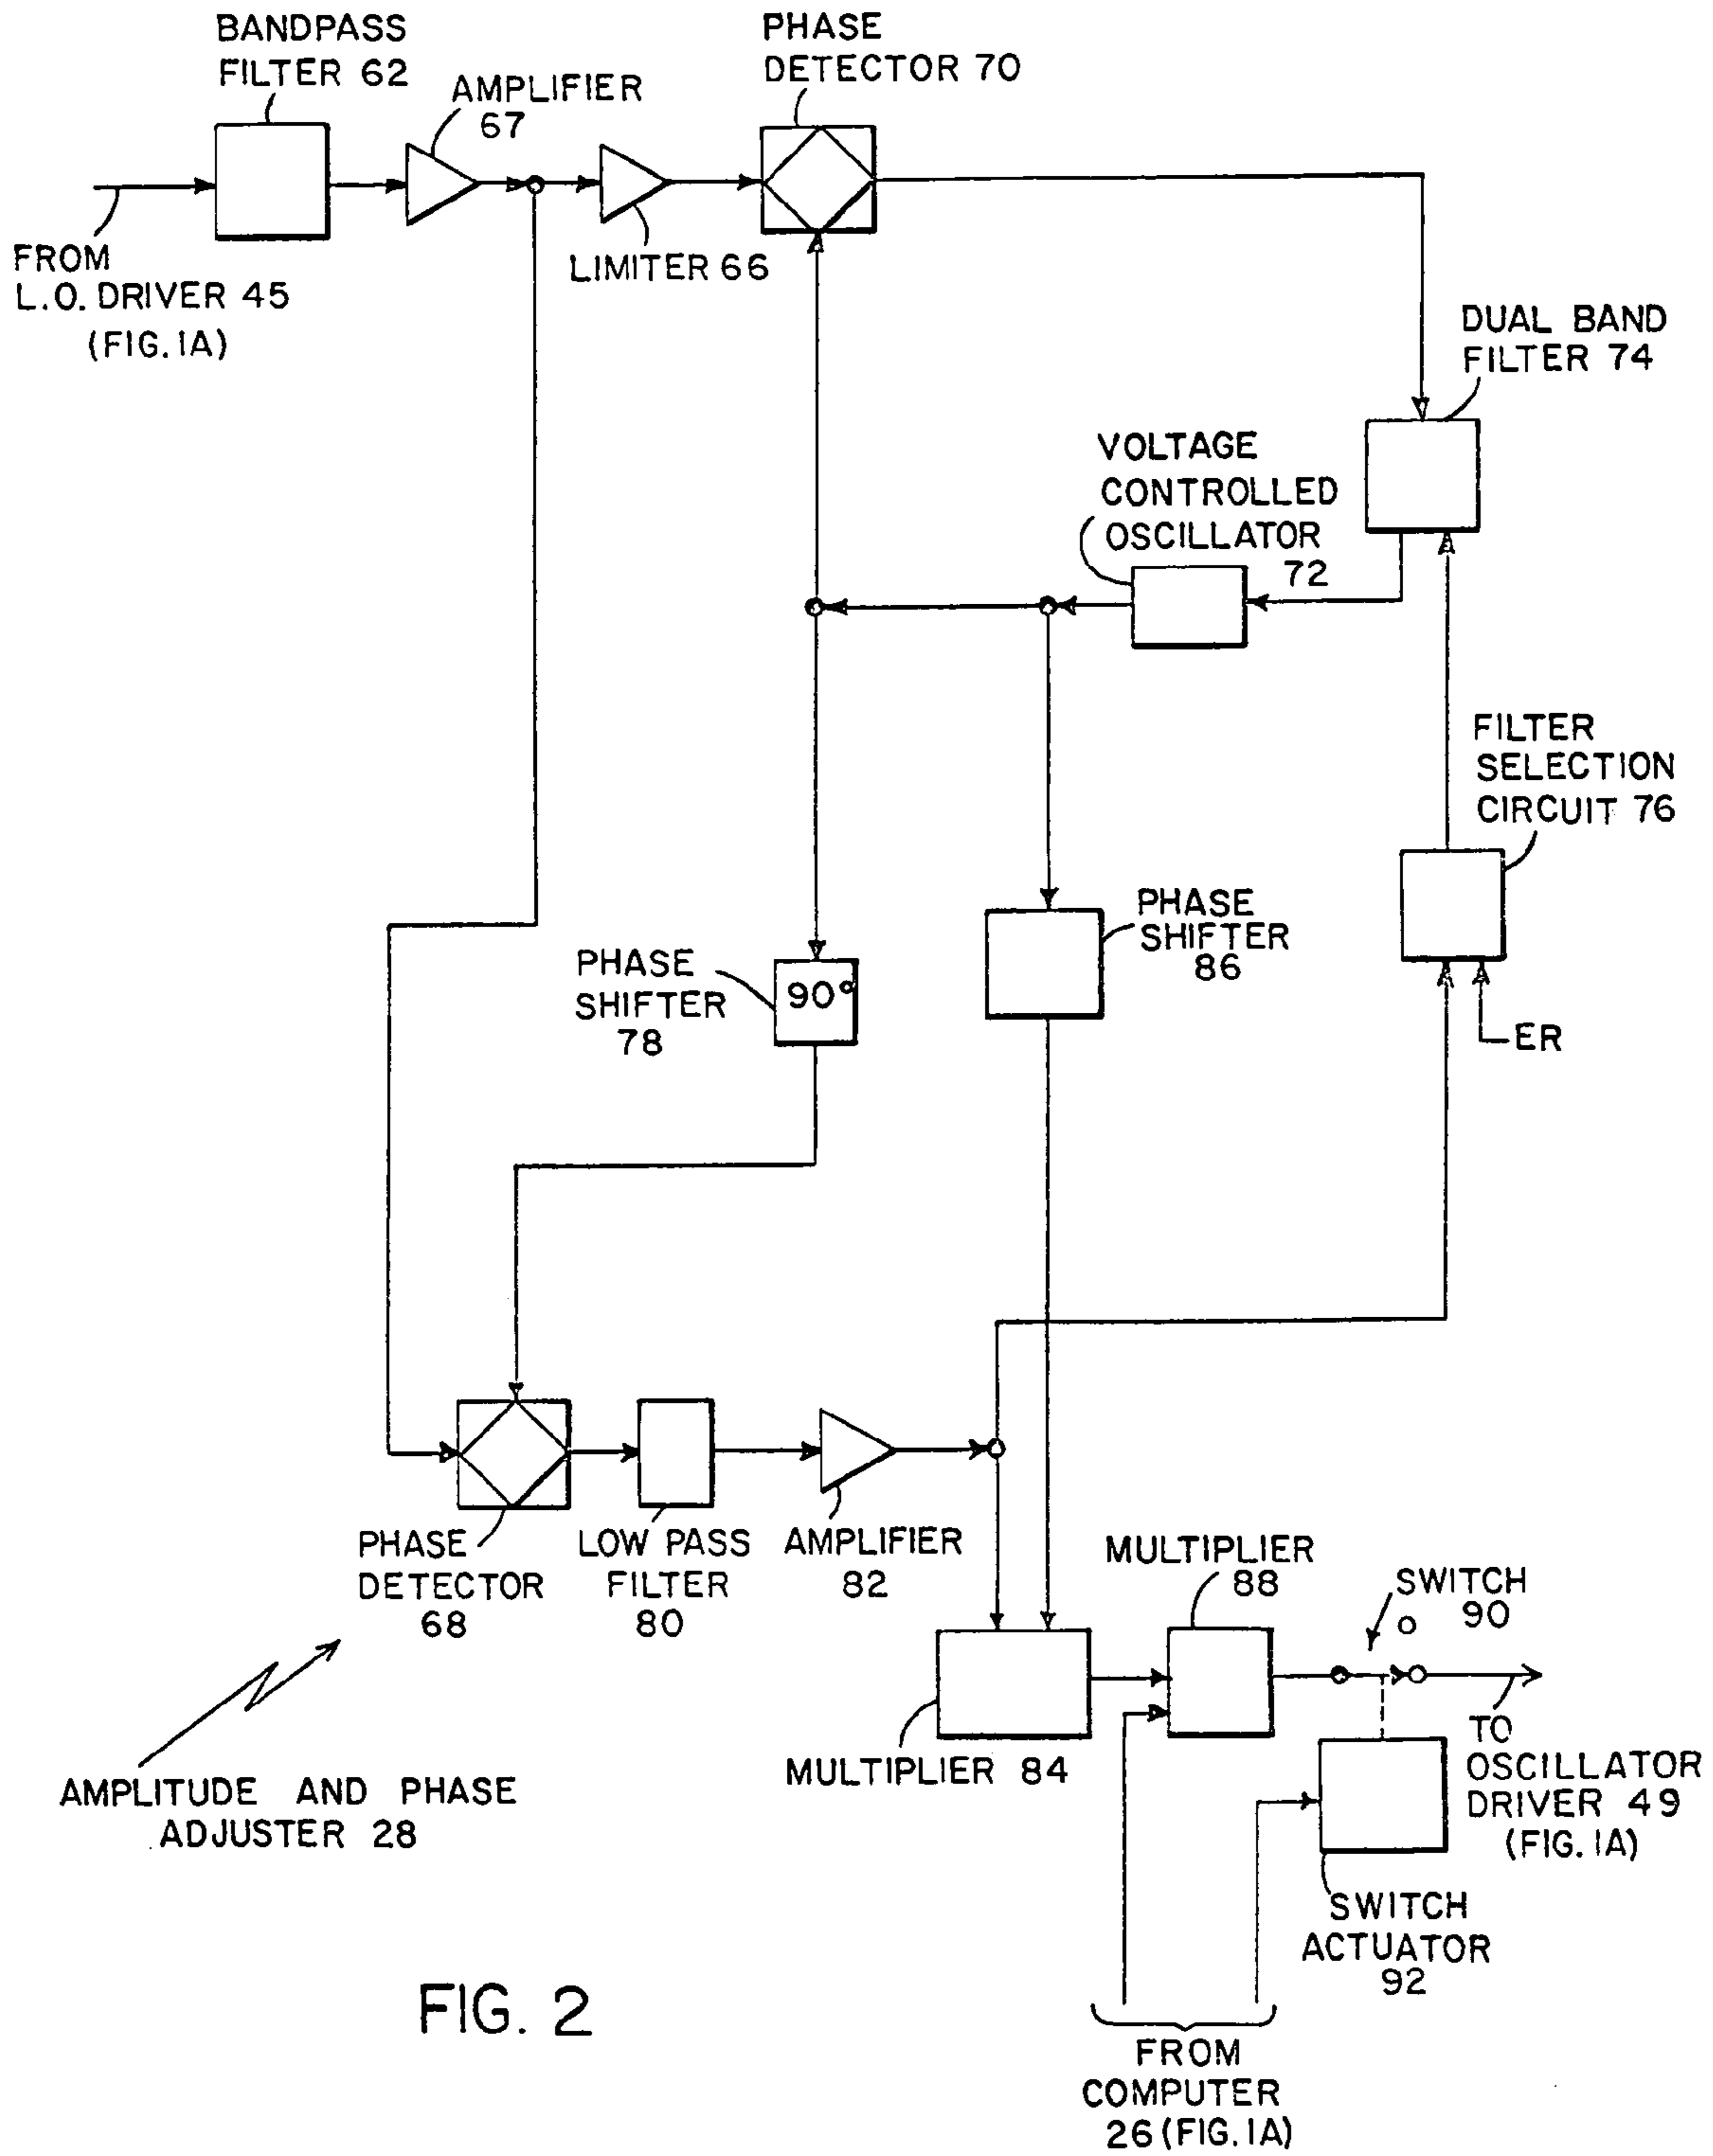 BANDPASS
FILTER 62
AMPLIFIER
67
PHASE
DETECTOR 70
FROM
L.O. DRIVER 45
(FIG. 1A)
LIMITER 66
DUAL BAND
FILTER 74
VOLTAGE
CONTROLLED
OSCILLATOR
72
FILTER
SELECTION
CIRCUIT 76
PHASE
SHIFTER
86
PHASE
SHIFTER
78
90°
ER
PHASE
DETECTOR
68
LOW PASS
FILTER
80
AMPLIFIER
82
MULTIPLIER
88
SWITCH
90
MULTIPLIER 84
TO
OSCILLATOR
DRIVER 49
(FIG. 1A)
AMPLITUDE AND PHASE
ADJUSTER 28
SWITCH
ACTUATOR
92
FIG. 2
FROM
COMPUTER
26 (FIG. 1A)